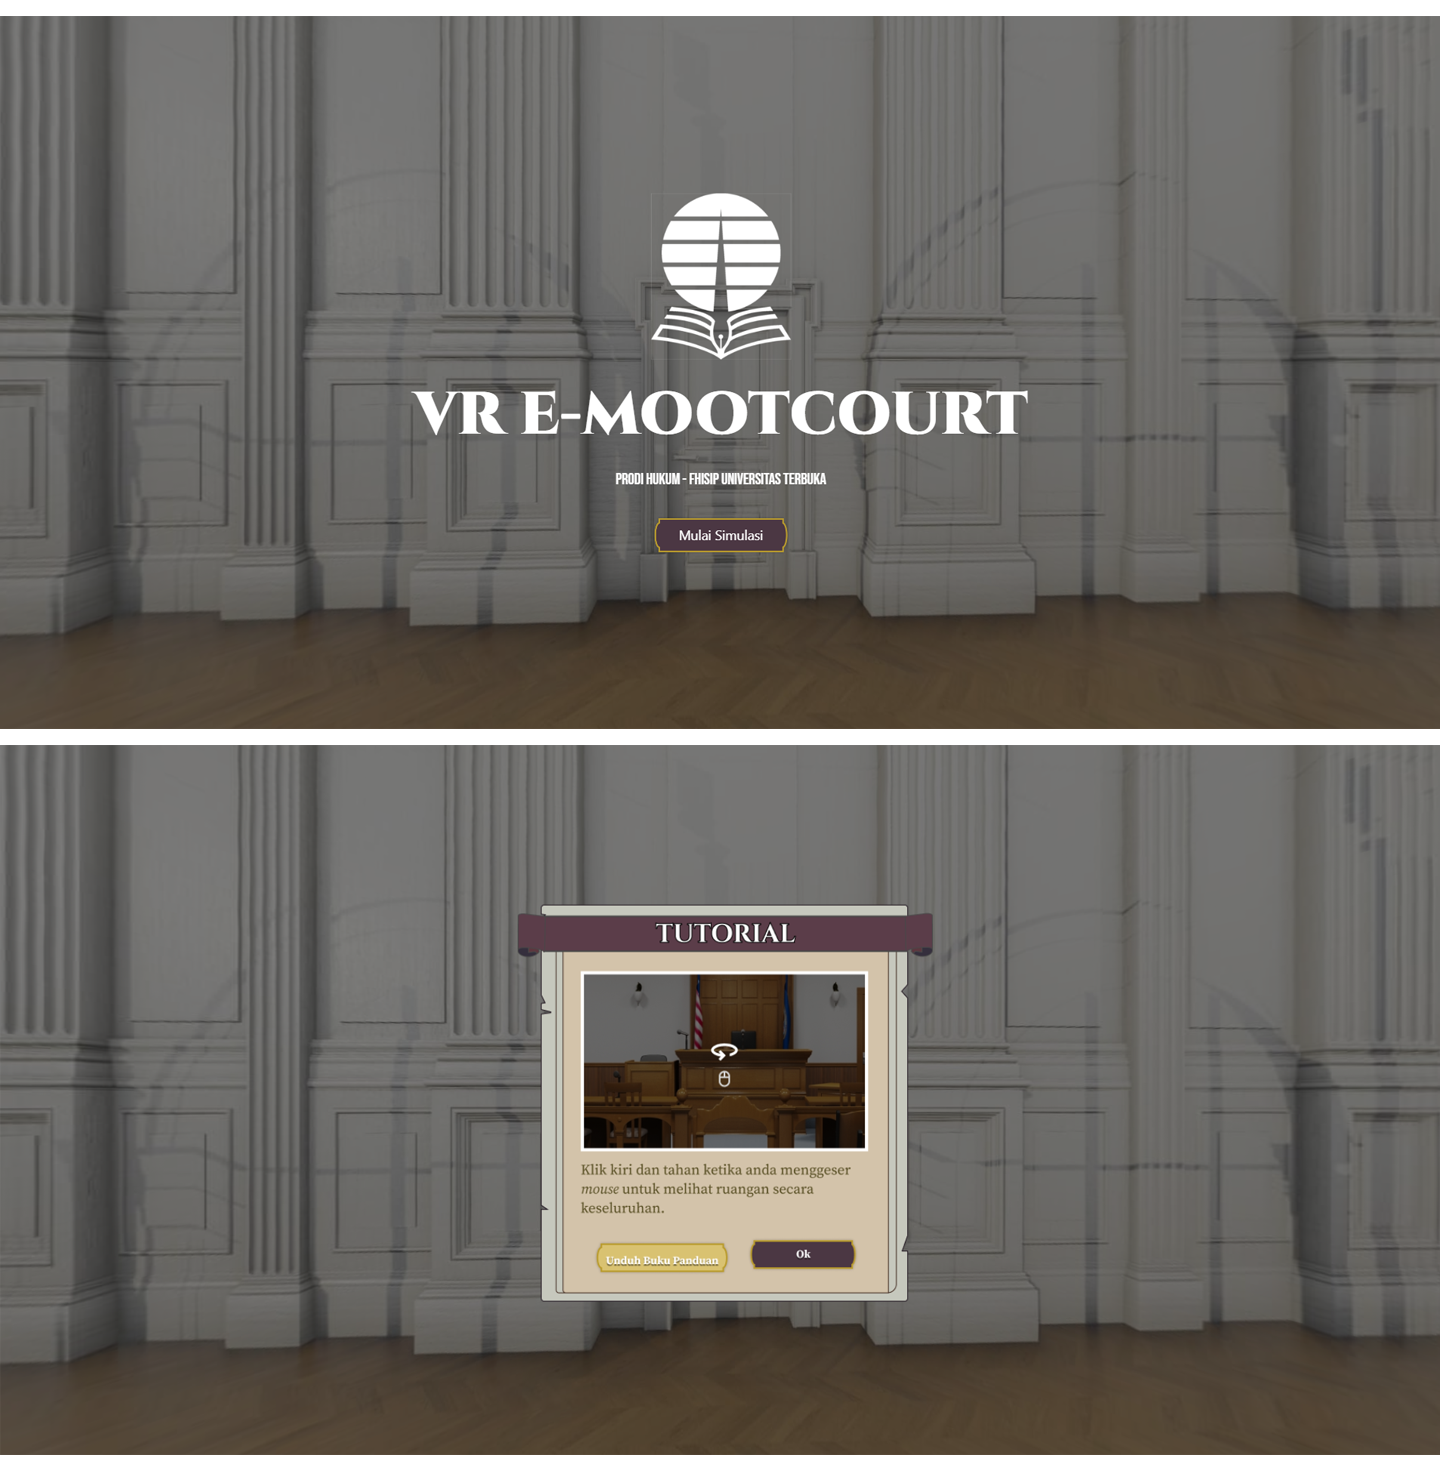 VR E-MOOTCOURT
PRODI HUKUM - FHISIP UNIVERSITAS TERBUKA
Mulai Simulasi
TUTORIAL
Klik kiri dan tahan ketika anda menggeser
mouse untuk melihat ruangan secara
keseluruhan.
Unduh Buku Panduan
Ok